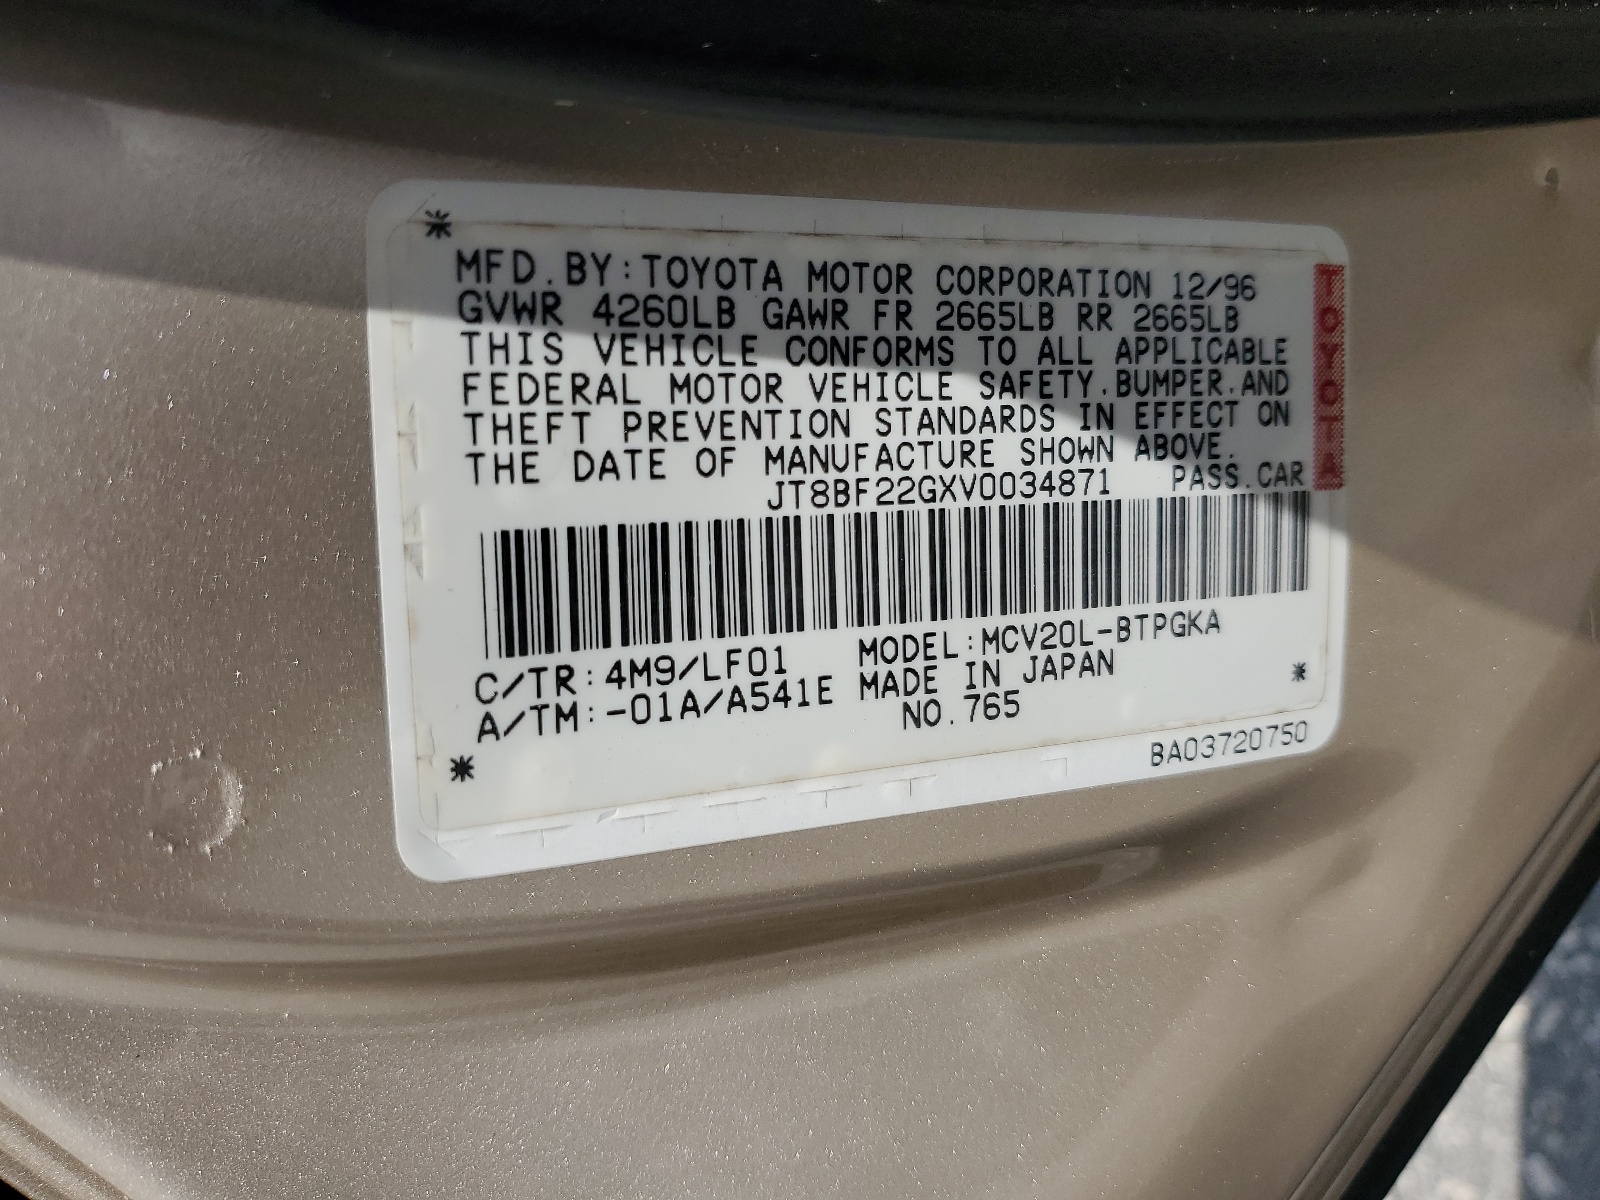 MFD.BY:TOYOTA MOTOR CORPORATION 12/96
GVWR 4260LB GAWR FR 2665LB RR 2665LB
THIS VEHICLE CONFORMS TO ALL APPLICABLE
FEDERAL MOTOR VEHICLE SAFETY.BUMPER.AND
THEFT PREVENTION STANDARDS IN EFFECT ON
THE DATE OF MANUFACTURE SHOWN ABOVE.
JT8BF22GXV0034871 PASS.CAR
TOYOTA
C/TR:4M9/LF01 MODEL:MCV20L-BTPGKA
A/TM:-01A/A541E MADE IN JAPAN
NO.765
BA03720750